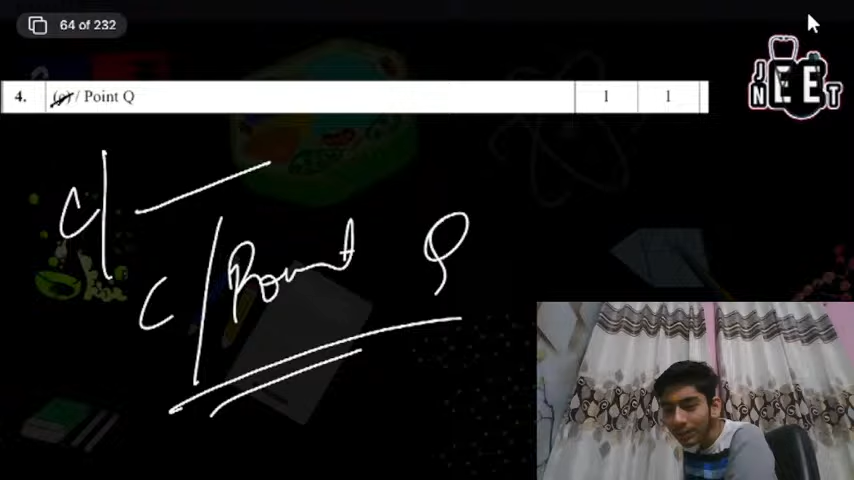 64 of 232
J
NEET
4. (c) / Point Q 1 1
C/
C/Point Q